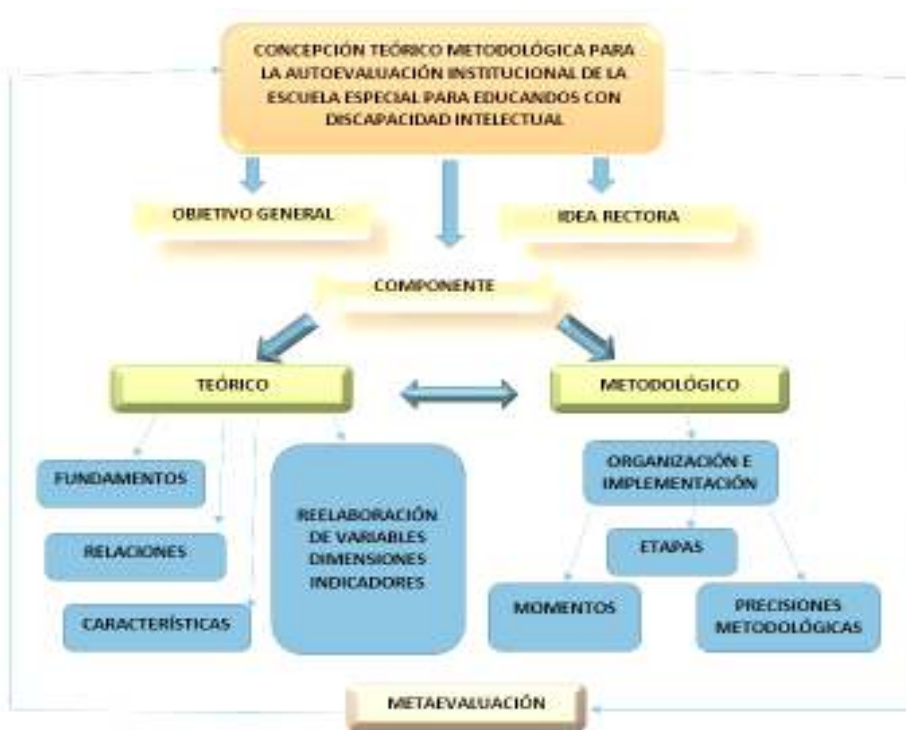 CONCEPCIÓN TEÓRICO METODOLÓGICA PARA
LA AUTOEVALUACIÓN INSTITUCIONAL DE LA
ESCUELA ESPECIAL PARA EDUCANDOS CON
DISCAPACIDAD INTELECTUAL
OBJETIVO GENERAL
IDEA RECTORA
COMPONENTE
TEÓRICO
METODOLÓGICO
FUNDAMENTOS
RELACIONES
CARACTERÍSTICAS
REELABORACIÓN
DE VARIABLES
DIMENSIONES
INDICADORES
ORGANIZACIÓN E
IMPLEMENTACIÓN
ETAPAS
MOMENTOS
PRECISIONES
METODOLÓGICAS
METAEVALUACIÓN